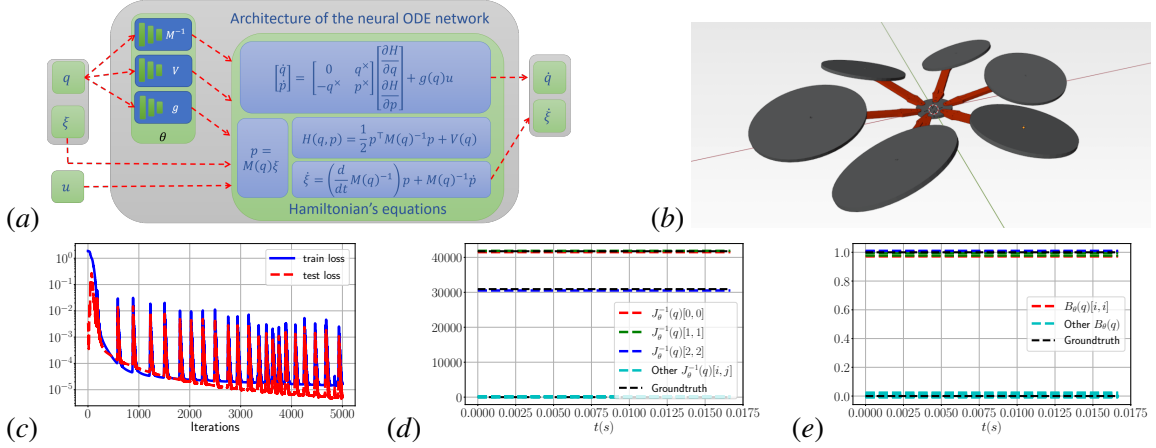 Architecture of the neural ODE network
q
ξ
u
M⁻¹
V
g
θ
[q̇ ṗ] = [0 q^× −q^× p^×] [∂H/∂q ∂H/∂p] + g(q)u
p =
M(q)ξ
H(q, p) = 1/2 p^⊤M(q)⁻¹p + V(q)
ξ̇ = (d/dt M(q)⁻¹) p + M(q)⁻¹ṗ
Hamiltonian's equations
q̇
ξ̇
(a)
(b)
10⁰
10⁻¹
10⁻²
10⁻³
10⁻⁴
10⁻⁵
train loss
test loss
0 1000 2000 3000 4000 5000
Iterations
(c)
40000
30000
20000
10000
0
J_θ⁻¹(q)[0, 0]
J_θ⁻¹(q)[1, 1]
J_θ⁻¹(q)[2, 2]
Other J_θ⁻¹(q)[i, j]
Groundtruth
0.0000 0.0025 0.0050 0.0075 0.0100 0.0125 0.0150 0.0175
t(s)
(d)
1.0
0.8
0.6
0.4
0.2
0.0
B_θ(q)[i, i]
Other B_θ(q)
Groundtruth
0.0000 0.0025 0.0050 0.0075 0.0100 0.0125 0.0150 0.0175
t(s)
(e)